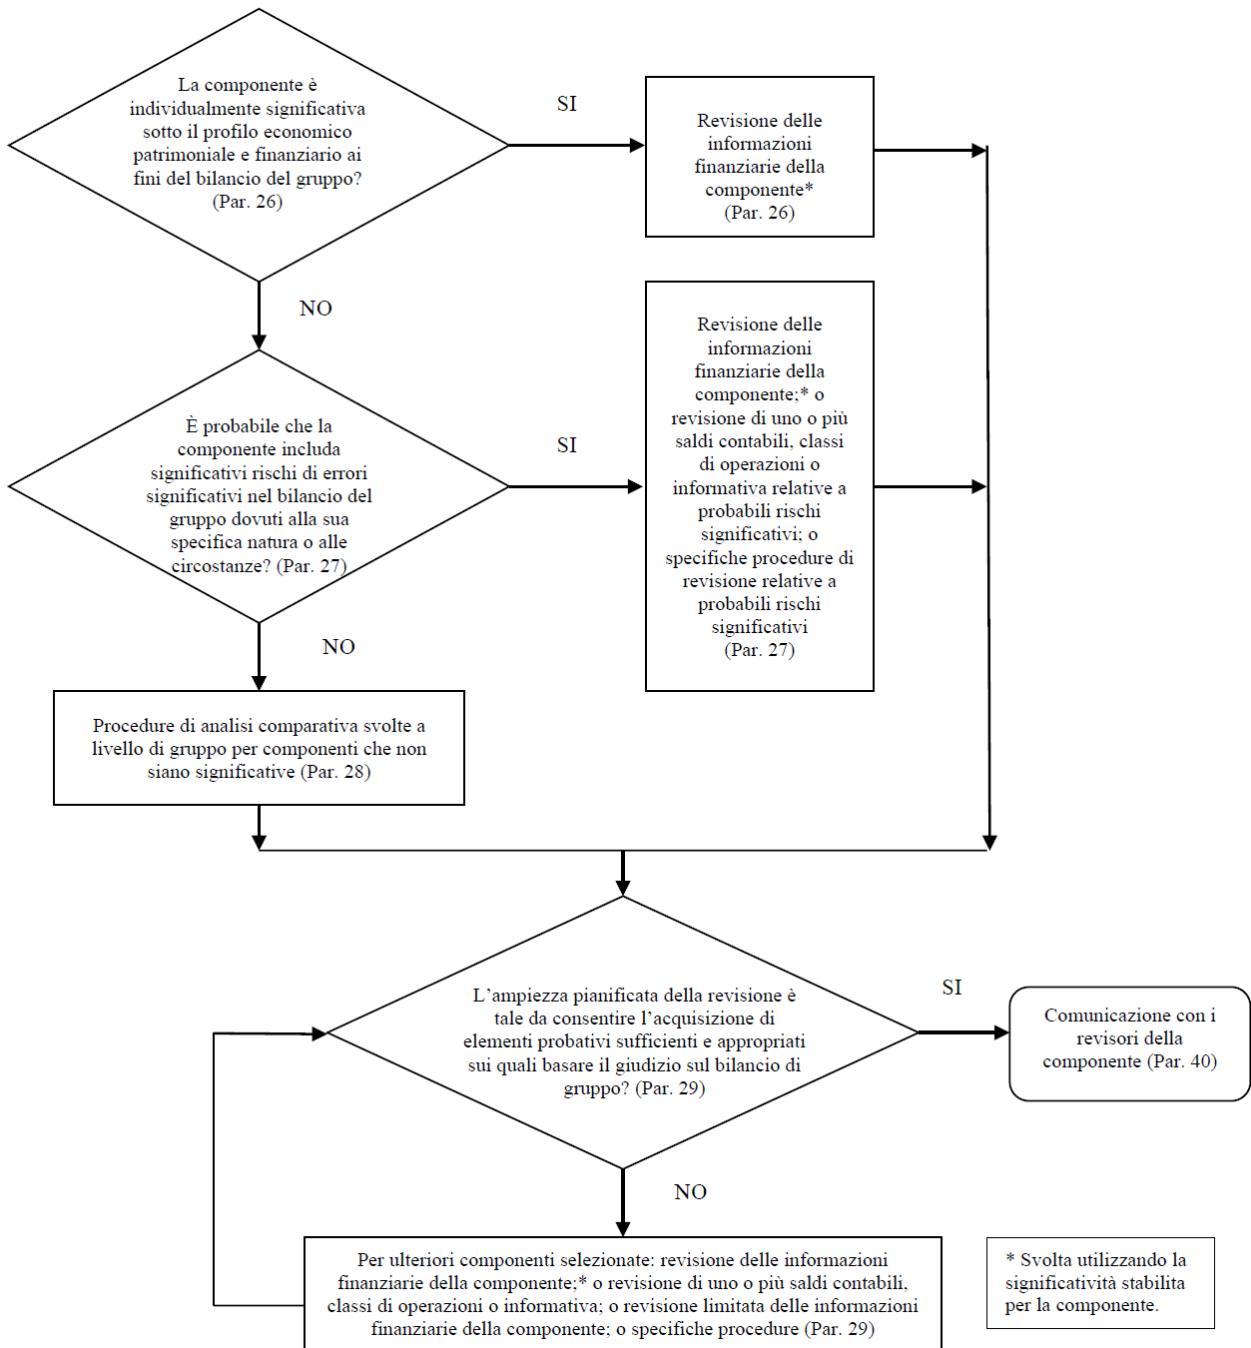 La componente è
individualmente significativa
sotto il profilo economico
patrimoniale e finanziario ai
fini del bilancio del gruppo?
(Par. 26)
SI
Revisione delle
informazioni
finanziarie della
componente*
(Par. 26)
NO
È probabile che la
componente includa
significativi rischi di errori
significativi nel bilancio del
gruppo dovuti alla sua
specifica natura o alle
circostanze? (Par. 27)
SI
Revisione delle
informazioni
finanziarie della
componente;* o
revisione di uno o più
saldi contabili, classi
di operazioni o
informativa relative a
probabili rischi
significativi; o
specifiche procedure di
revisione relative a
probabili rischi
significativi
(Par. 27)
NO
Procedure di analisi comparativa svolte a
livello di gruppo per componenti che non
siano significative (Par. 28)
L’ampiezza pianificata della revisione è
tale da consentire l’acquisizione di
elementi probativi sufficienti e appropriati
sui quali basare il giudizio sul bilancio di
gruppo? (Par. 29)
SI
Comunicazione con i
revisori della
componente (Par. 40)
NO
Per ulteriori componenti selezionate: revisione delle informazioni
finanziarie della componente;* o revisione di uno o più saldi contabili,
classi di operazioni o informativa; o revisione limitata delle informazioni
finanziarie della componente; o specifiche procedure (Par. 29)
* Svolta utilizzando la
significatività stabilita
per la componente.